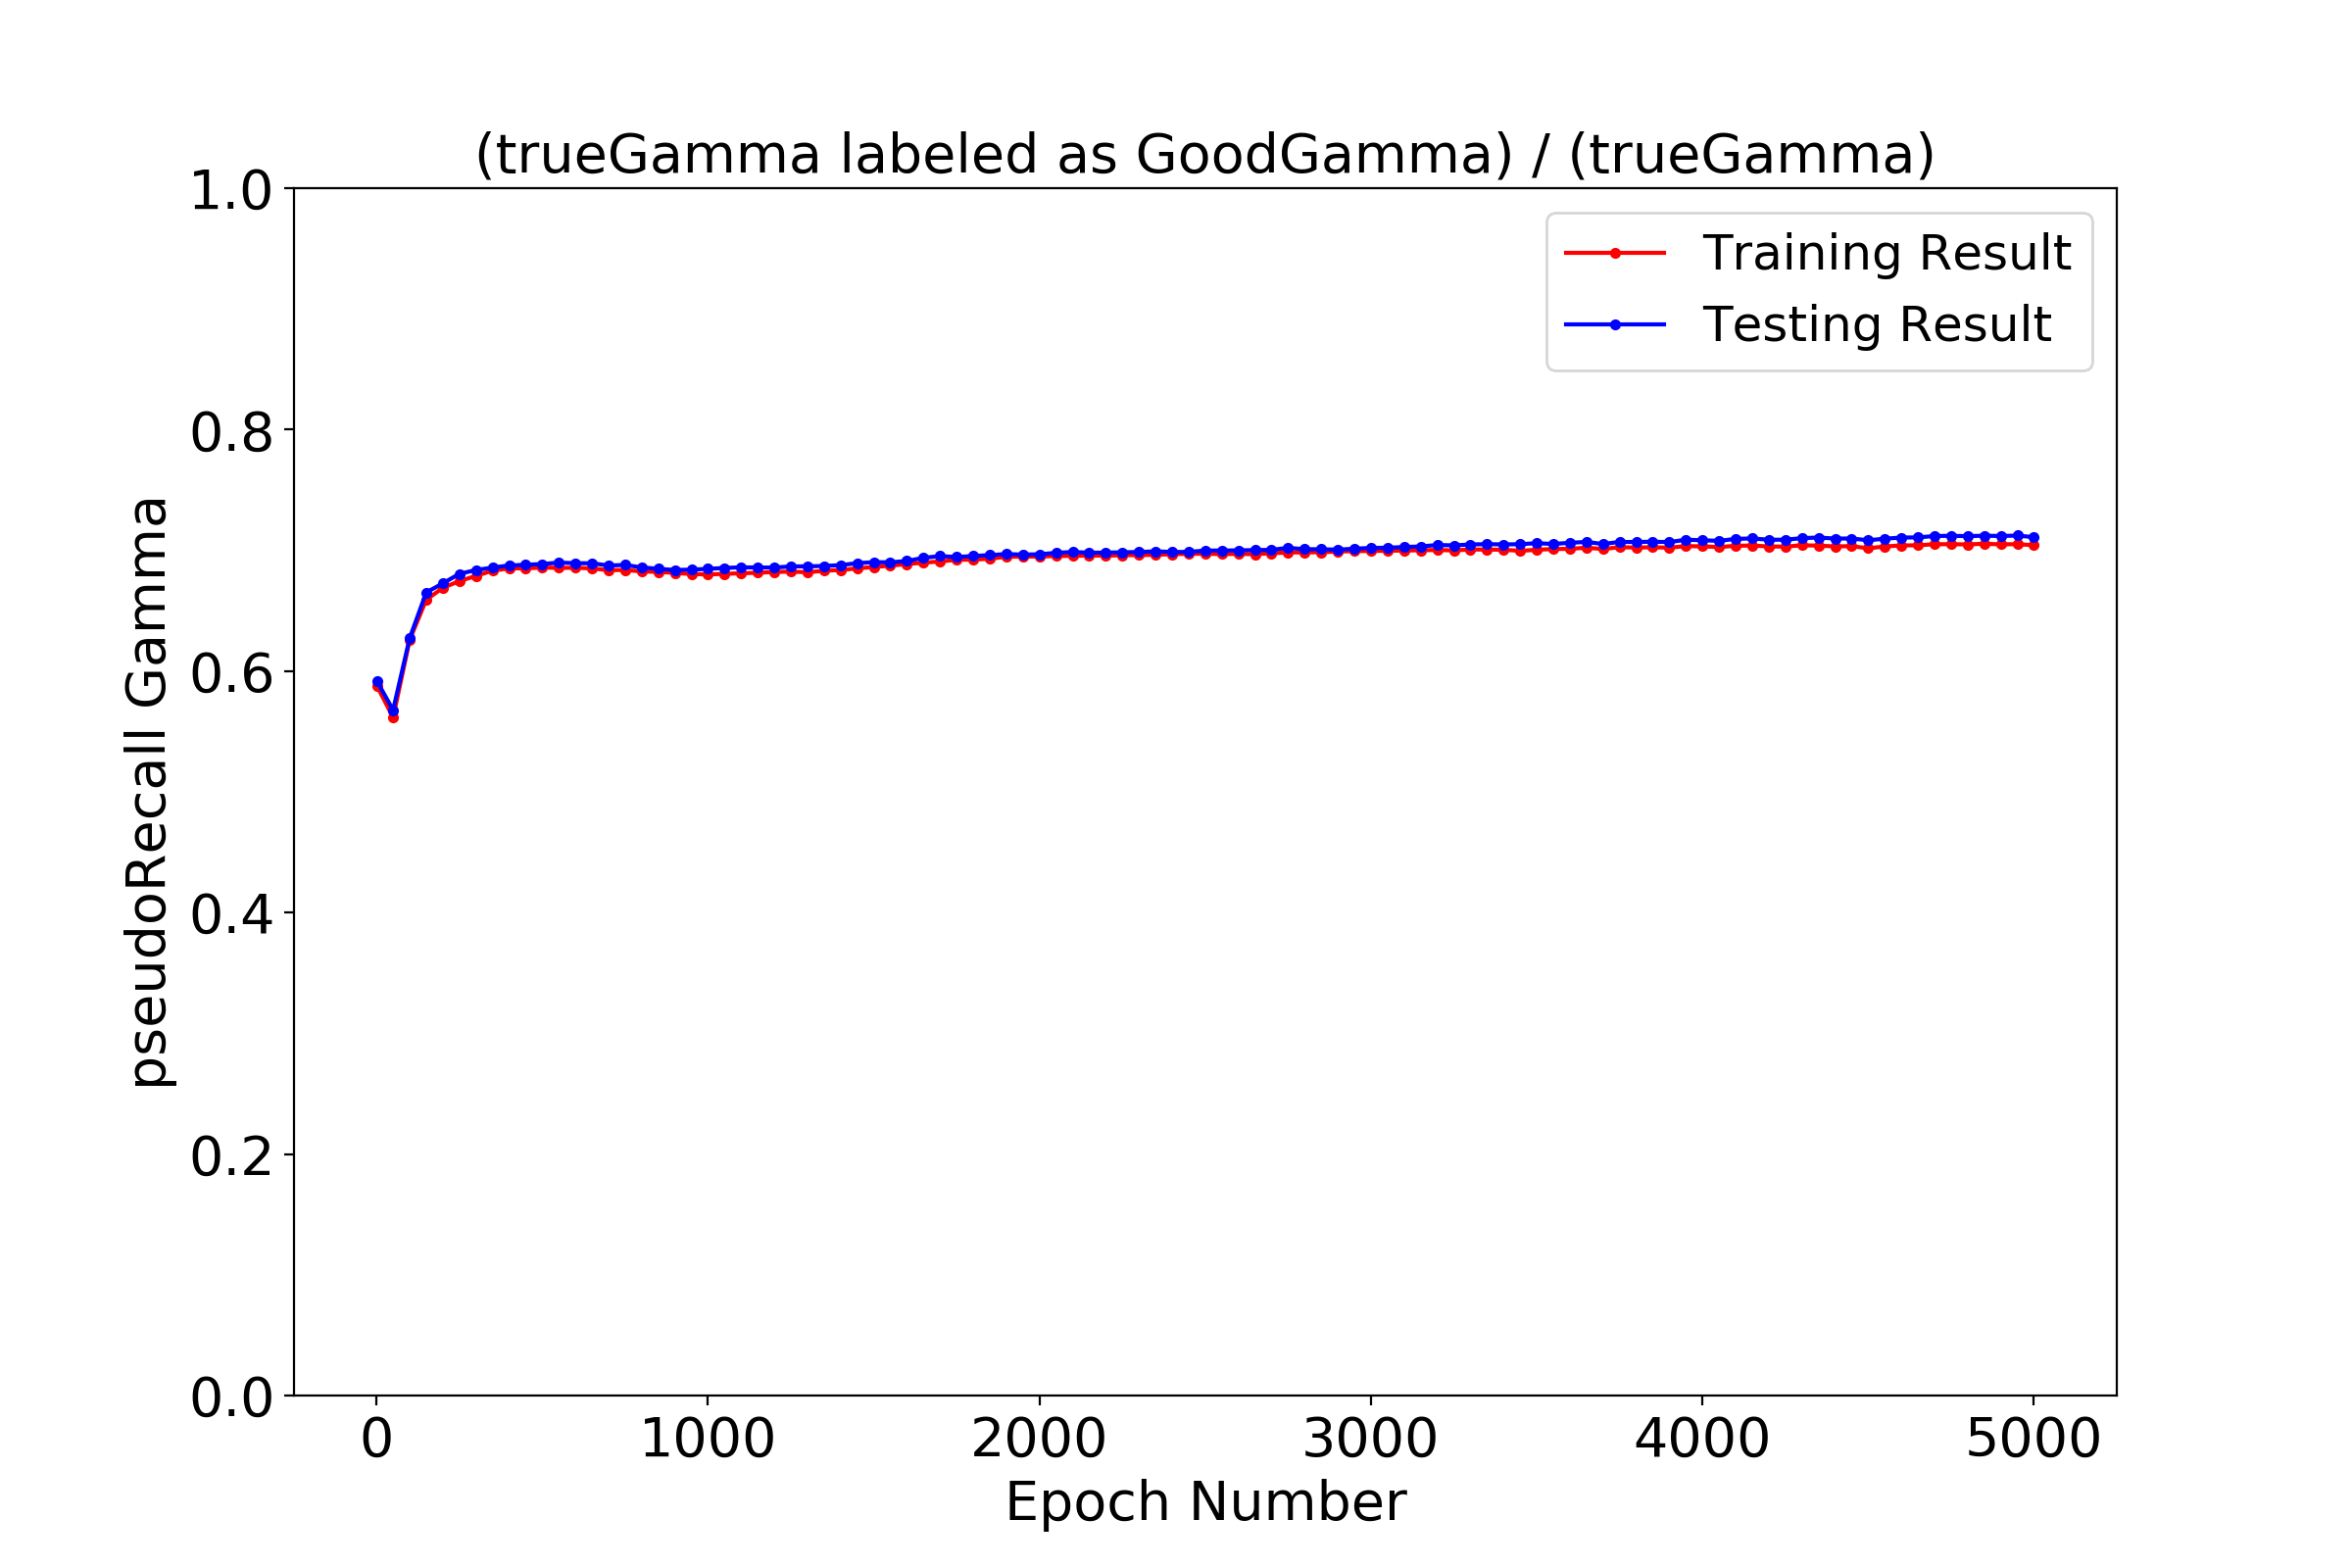 (trueGamma labeled as GoodGamma) / (trueGamma)
1.0
0.8
0.6
0.4
0.2
0.0
pseudoRecall Gamma
Training Result
Testing Result
0 1000 2000 3000 4000 5000
Epoch Number